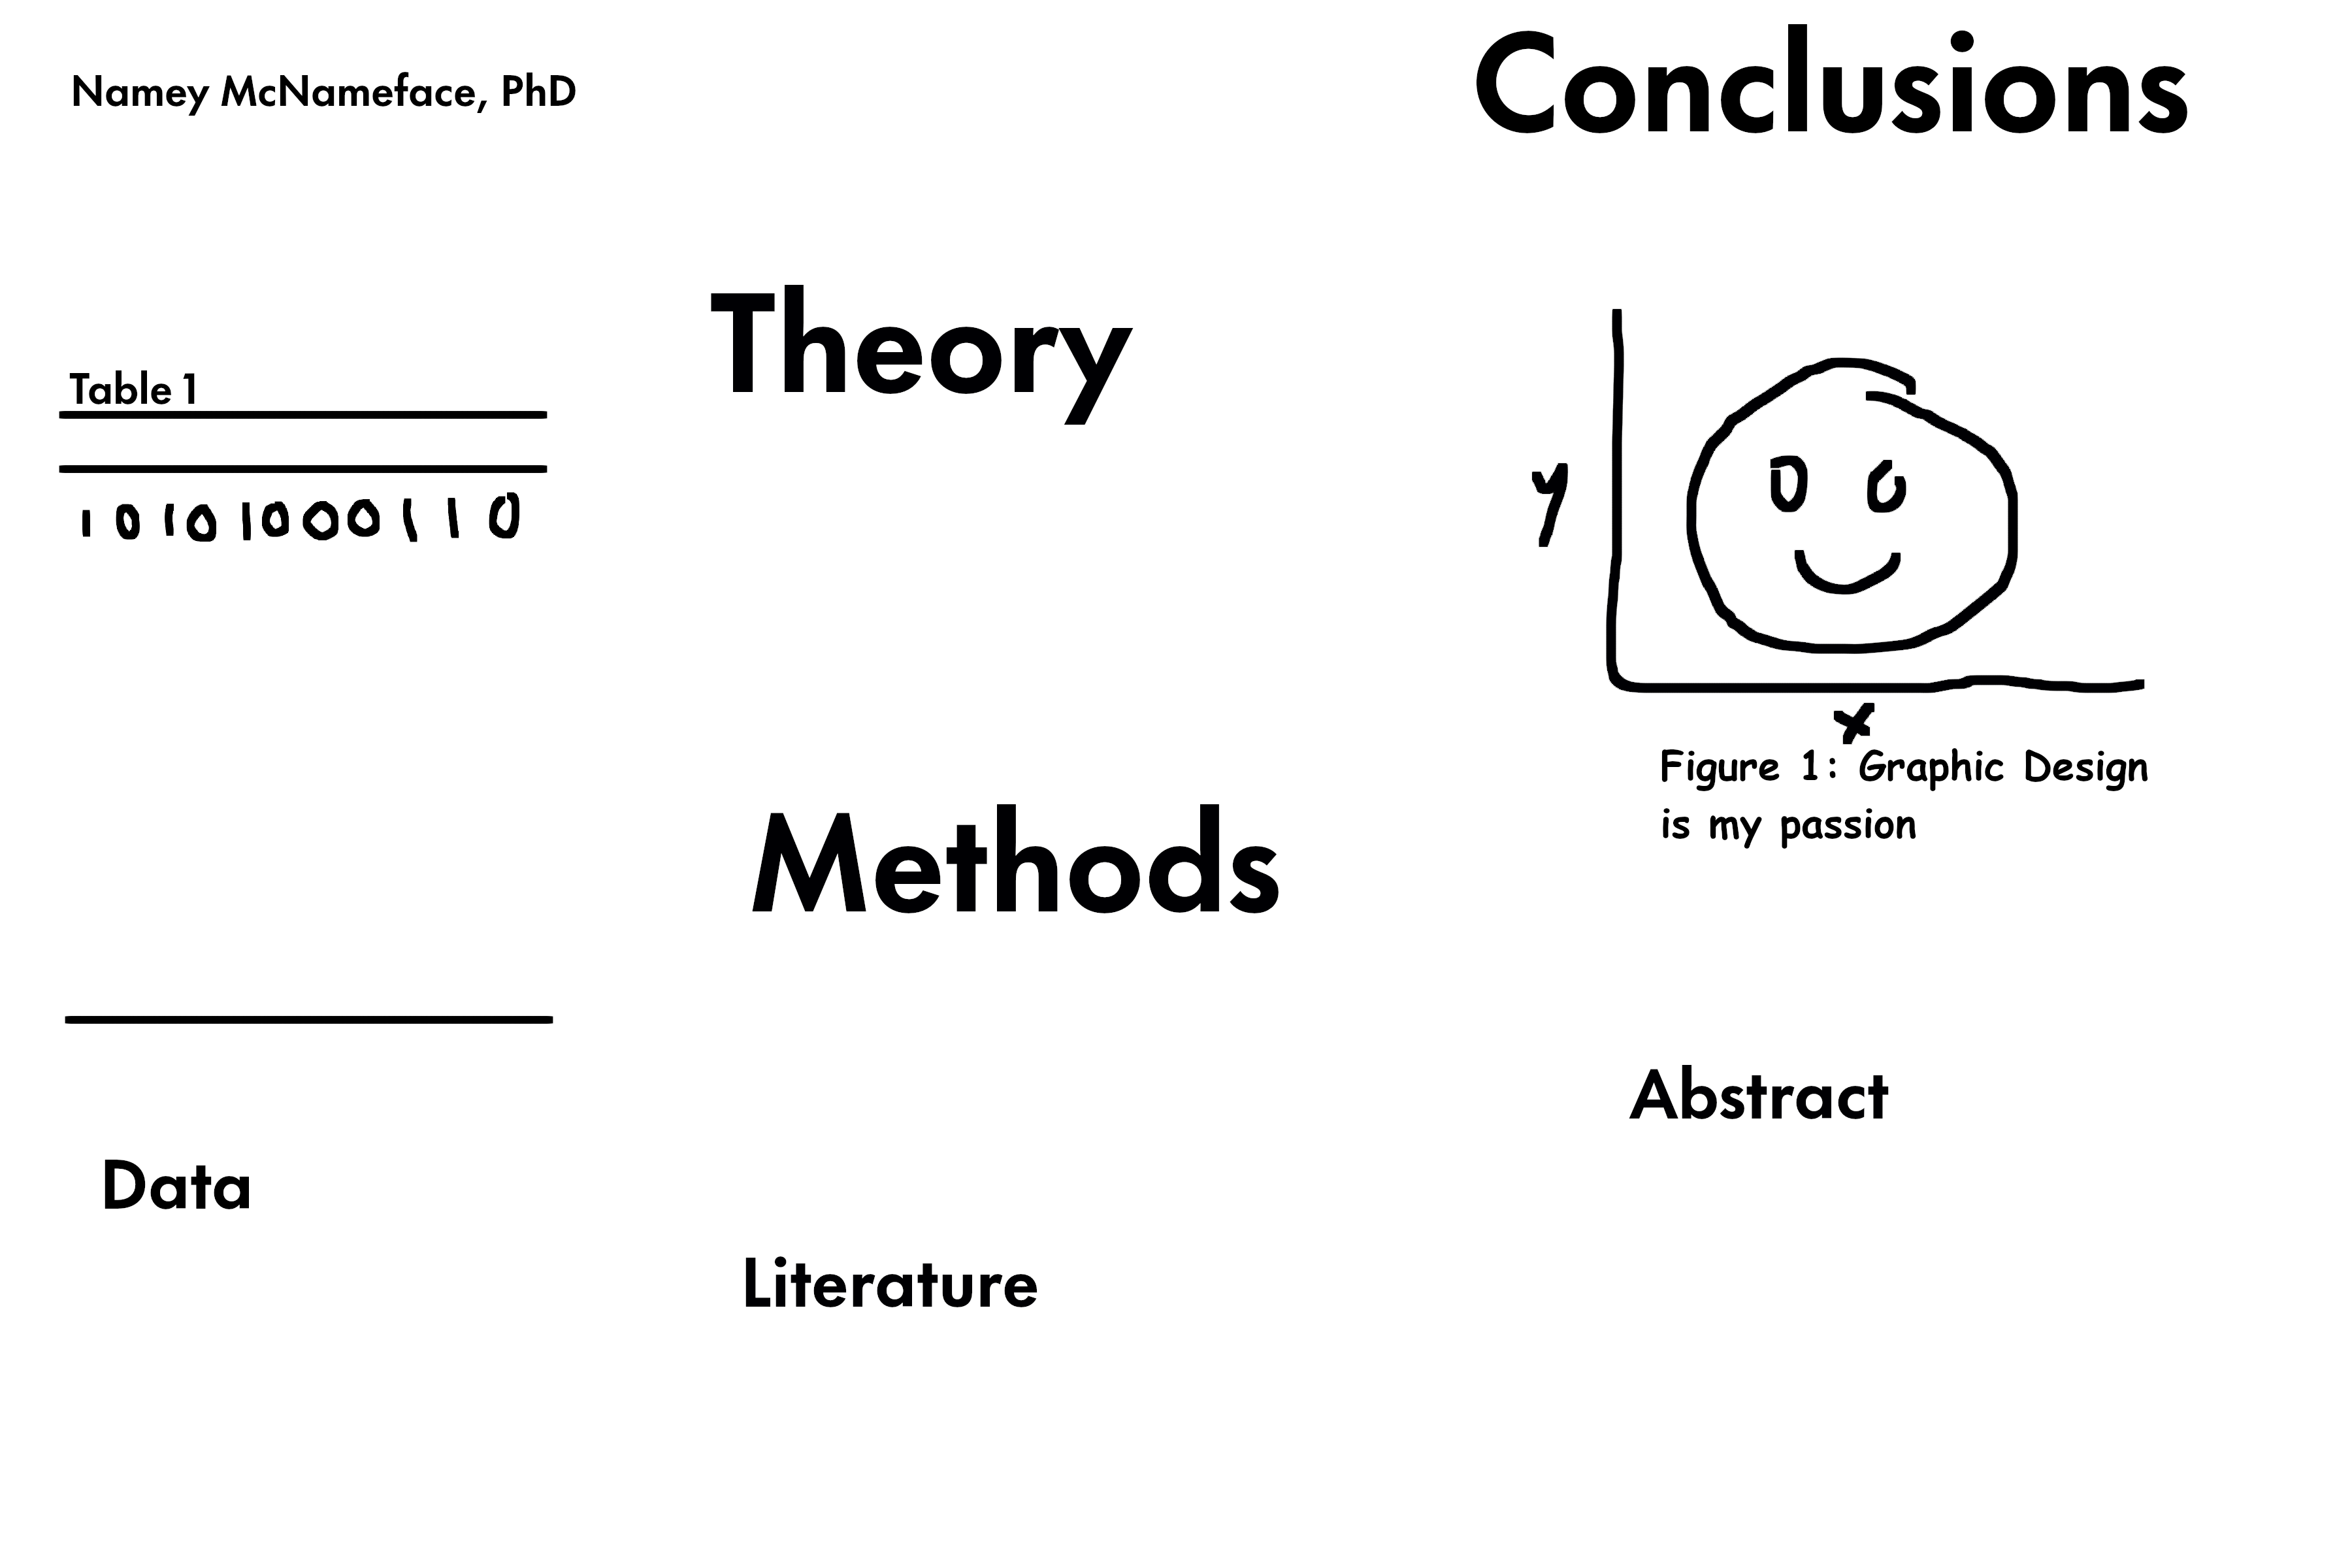 Namey McNameface, PhD
Conclusions
Theory
Table 1
1 0 1 0 1 0 0 0 1 1 0
y
x
Figure 1: Graphic Design
is my passion
Methods
Abstract
Data
Literature